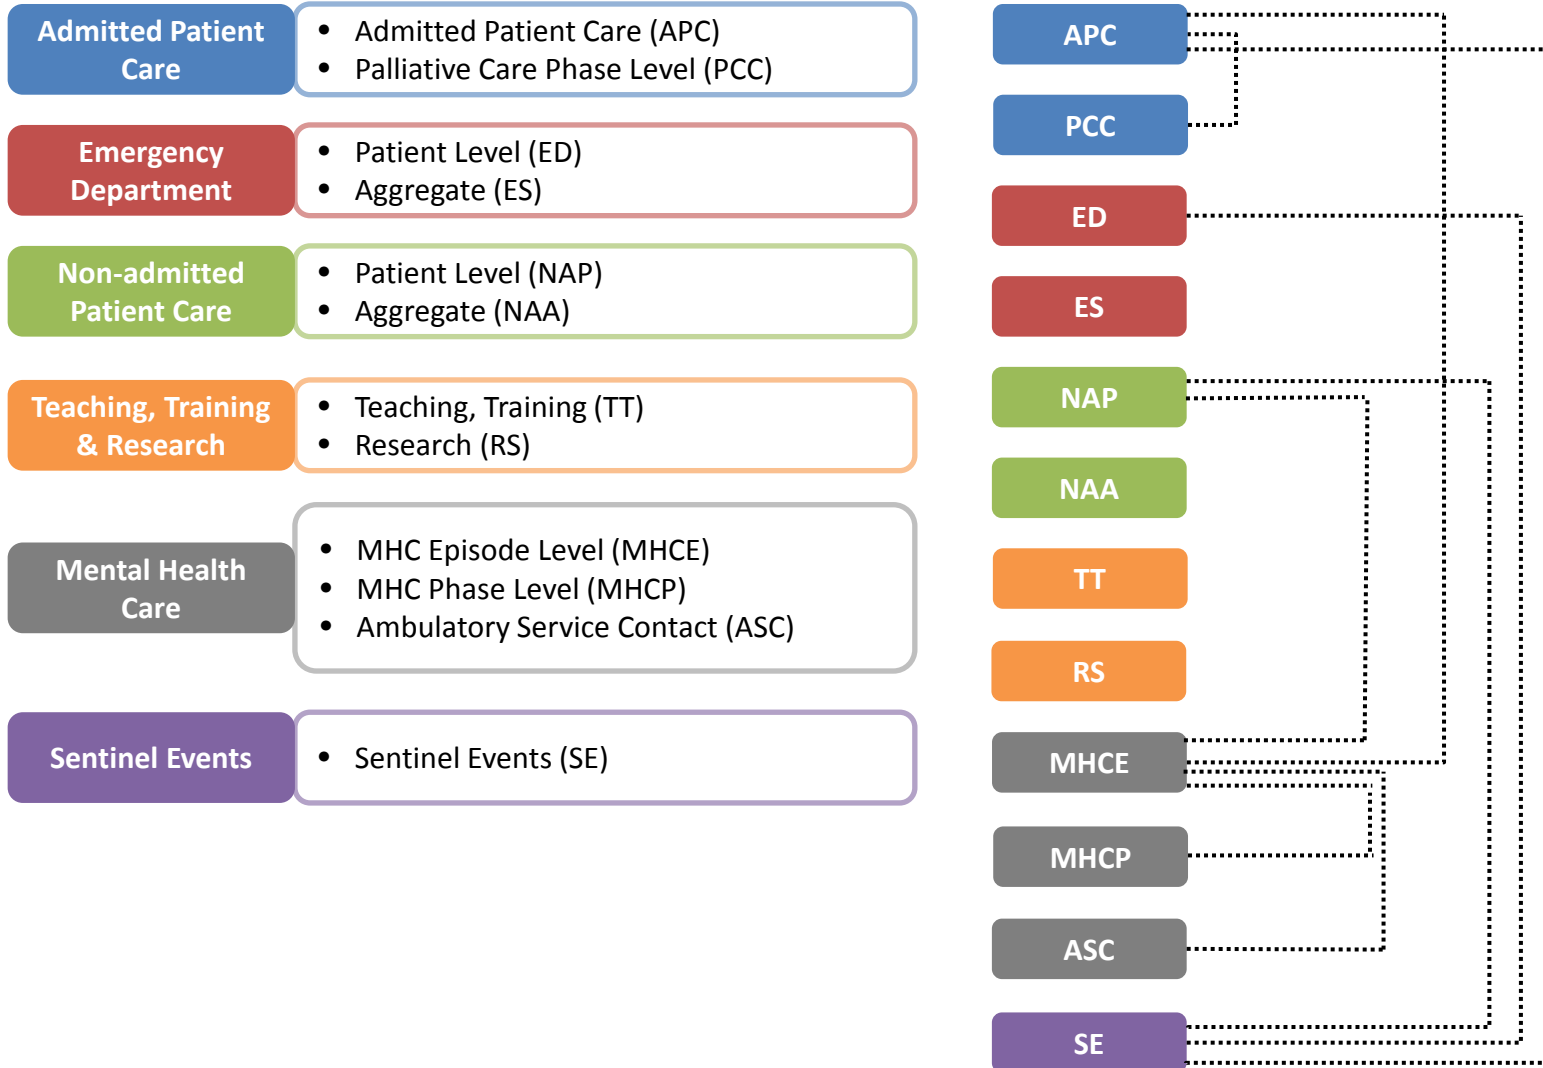 Admitted Patient
Care
• Admitted Patient Care (APC)
• Palliative Care Phase Level (PCC)
Emergency
Department
• Patient Level (ED)
• Aggregate (ES)
Non-admitted
Patient Care
• Patient Level (NAP)
• Aggregate (NAA)
Teaching, Training
& Research
• Teaching, Training (TT)
• Research (RS)
Mental Health
Care
• MHC Episode Level (MHCE)
• MHC Phase Level (MHCP)
• Ambulatory Service Contact (ASC)
Sentinel Events
• Sentinel Events (SE)
APC
PCC
ED
ES
NAP
NAA
TT
RS
MHCE
MHCP
ASC
SE